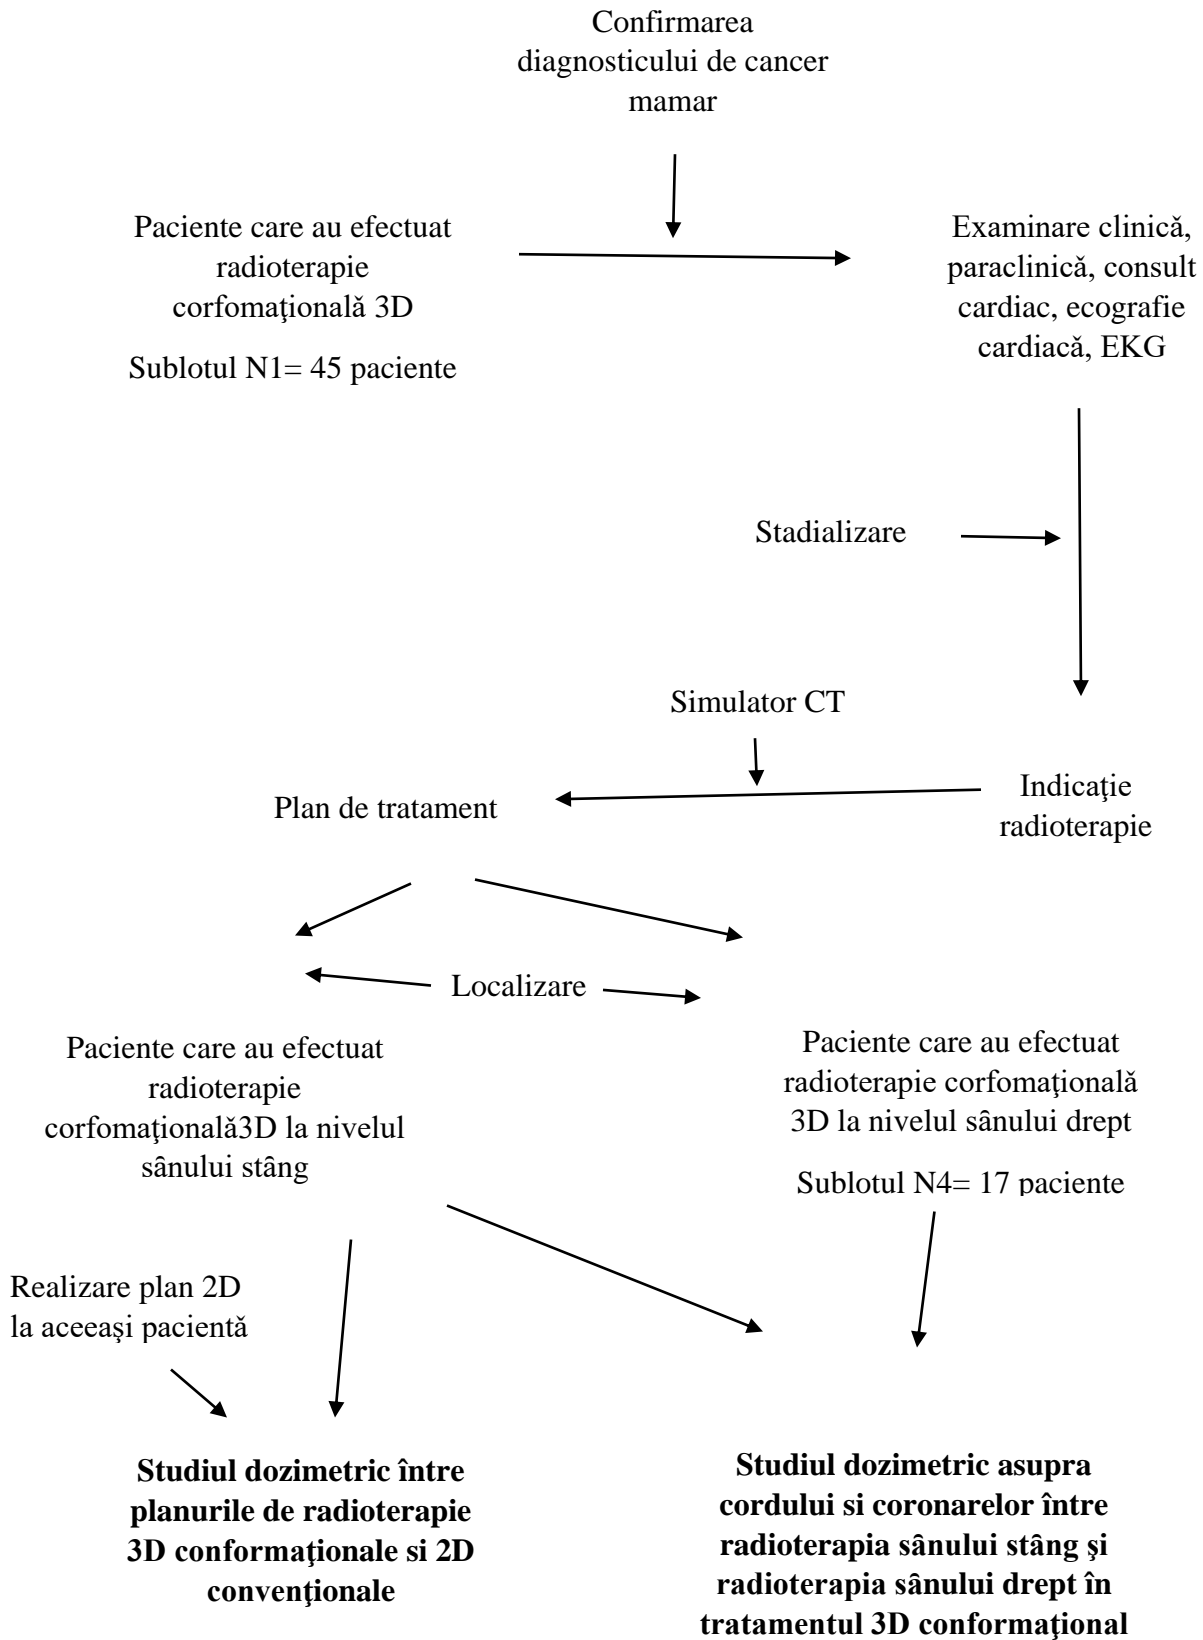 Confirmarea
diagnosticului de cancer
mamar
Paciente care au efectuat
radioterapie
corfomaţională 3D
Sublotul N1= 45 paciente
Examinare clinică,
paraclinică, consult
cardiac, ecografie
cardiacă, EKG
Stadializare
Simulator CT
Indicaţie
radioterapie
Plan de tratament
Localizare
Paciente care au efectuat
radioterapie
corfomaţională3D la nivelul
sânului stâng
Paciente care au efectuat
radioterapie corfomaţională
3D la nivelul sânului drept
Sublotul N4= 17 paciente
Realizare plan 2D
la aceeaşi pacientă
Studiul dozimetric între
planurile de radioterapie
3D conformaţionale si 2D
convenţionale
Studiul dozimetric asupra
cordului si coronarelor între
radioterapia sânului stâng şi
radioterapia sânului drept în
tratamentul 3D conformaţional